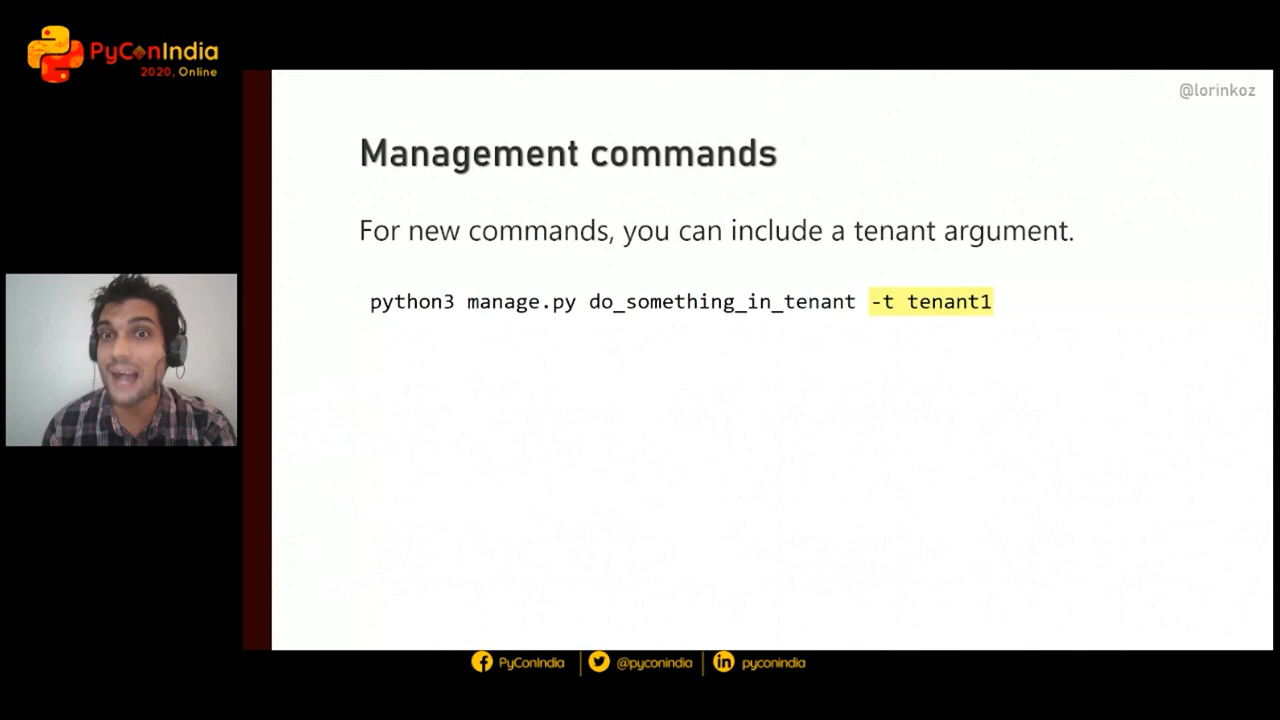 PyConIndia
2020, Online
@lorinkoz
Management commands
For new commands, you can include a tenant argument.
python3 manage.py do_something_in_tenant -t tenant1
PyConIndia
@pyconindia
pyconindia